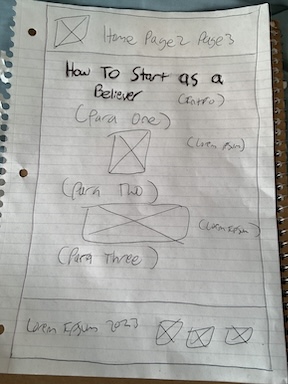 Home Page2 Page3
How To Start as a
Believer
(Intro)
(Para One)
(Lorem Ipsum)
(Para Two)
(Lorem Ipsum)
(Para Three)
Lorem Ipsum 2023